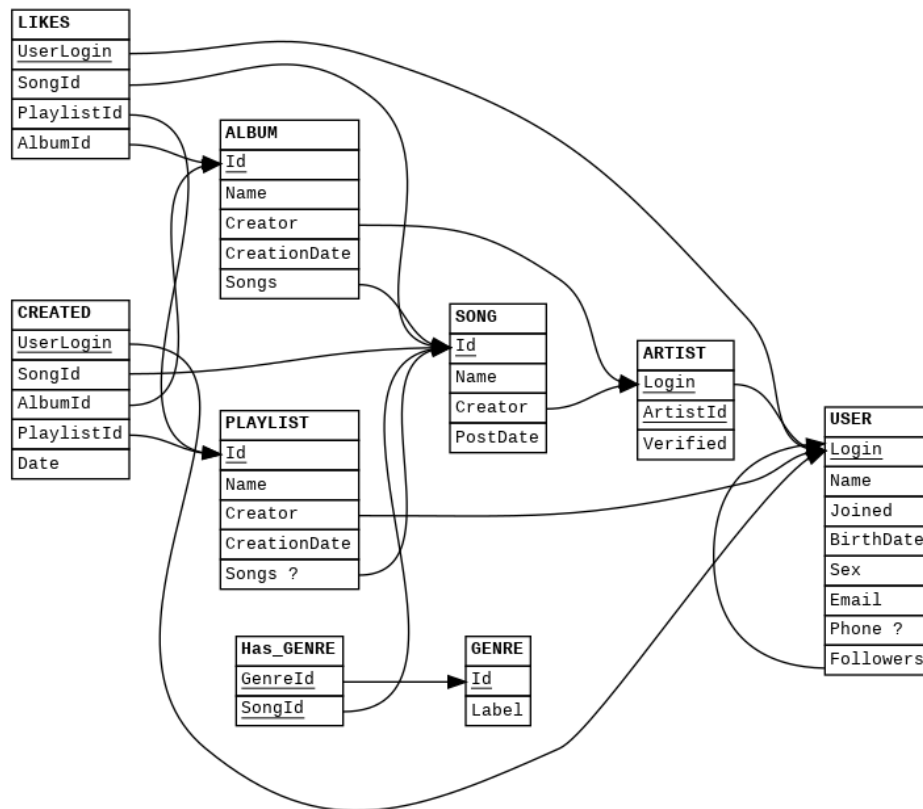 LIKES
UserLogin
SongId
PlaylistId
AlbumId
ALBUM
Id
Name
Creator
CreationDate
Songs
CREATED
UserLogin
SongId
AlbumId
PlaylistId
Date
PLAYLIST
Id
Name
Creator
CreationDate
Songs ?
SONG
Id
Name
Creator
PostDate
ARTIST
Login
ArtistId
Verified
USER
Login
Name
Joined
BirthDate
Sex
Email
Phone ?
Followers
Has_GENRE
GenreId
SongId
GENRE
Id
Label